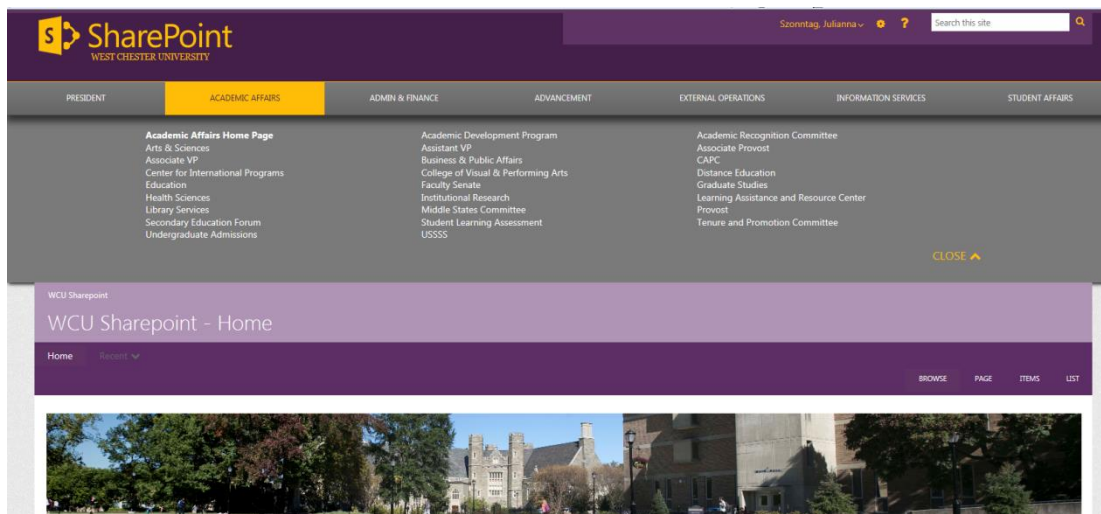 Szonntag, Julianna
?
Search this site
S SharePoint
WEST CHESTER UNIVERSITY
PRESIDENT ACADEMIC AFFAIRS ADMIN & FINANCE ADVANCEMENT EXTERNAL OPERATIONS INFORMATION SERVICES STUDENT AFFAIRS
Academic Affairs Home Page
Arts & Sciences
Associate VP
Center for International Programs
Education
Health Sciences
Library Services
Secondary Education Forum
Undergraduate Admissions
Academic Development Program
Assistant VP
Business & Public Affairs
College of Visual & Performing Arts
Faculty Senate
Institutional Research
Middle States Committee
Student Learning Assessment
USSSS
Academic Recognition Committee
Associate Provost
CAPC
Distance Education
Graduate Studies
Learning Assistance and Resource Center
Provost
Tenure and Promotion Committee
CLOSE
WCU Sharepoint
WCU Sharepoint - Home
Home Recent
BROWSE PAGE ITEMS LIST